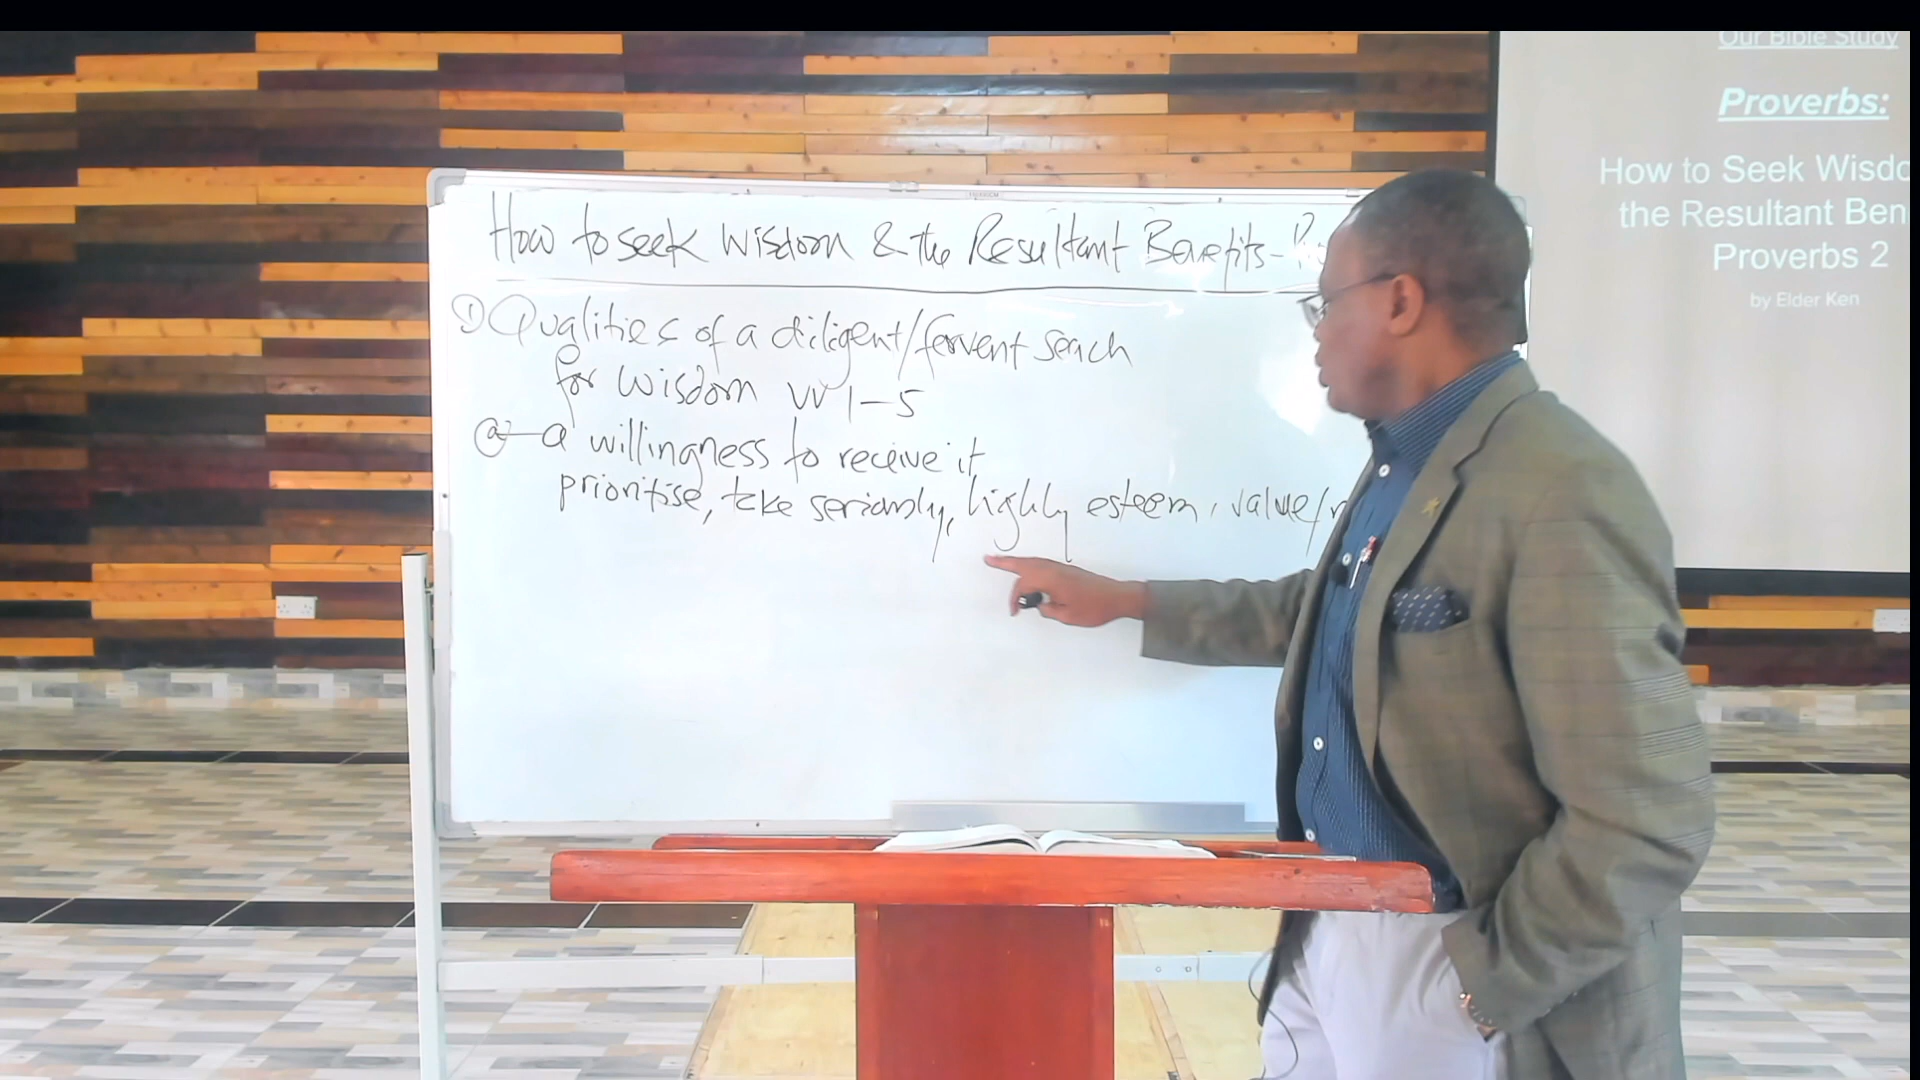 How to seek Wisdom & the Resultant Benefits-
① Qualities of a diligent/fervent search
for wisdom vv 1-5
ⓐ - a willingness to receive it
prioritise, take seriously, highly esteem, value/
Our Bible Study
Proverbs:
How to Seek Wisdo
the Resultant Ben
Proverbs 2
by Elder Ken